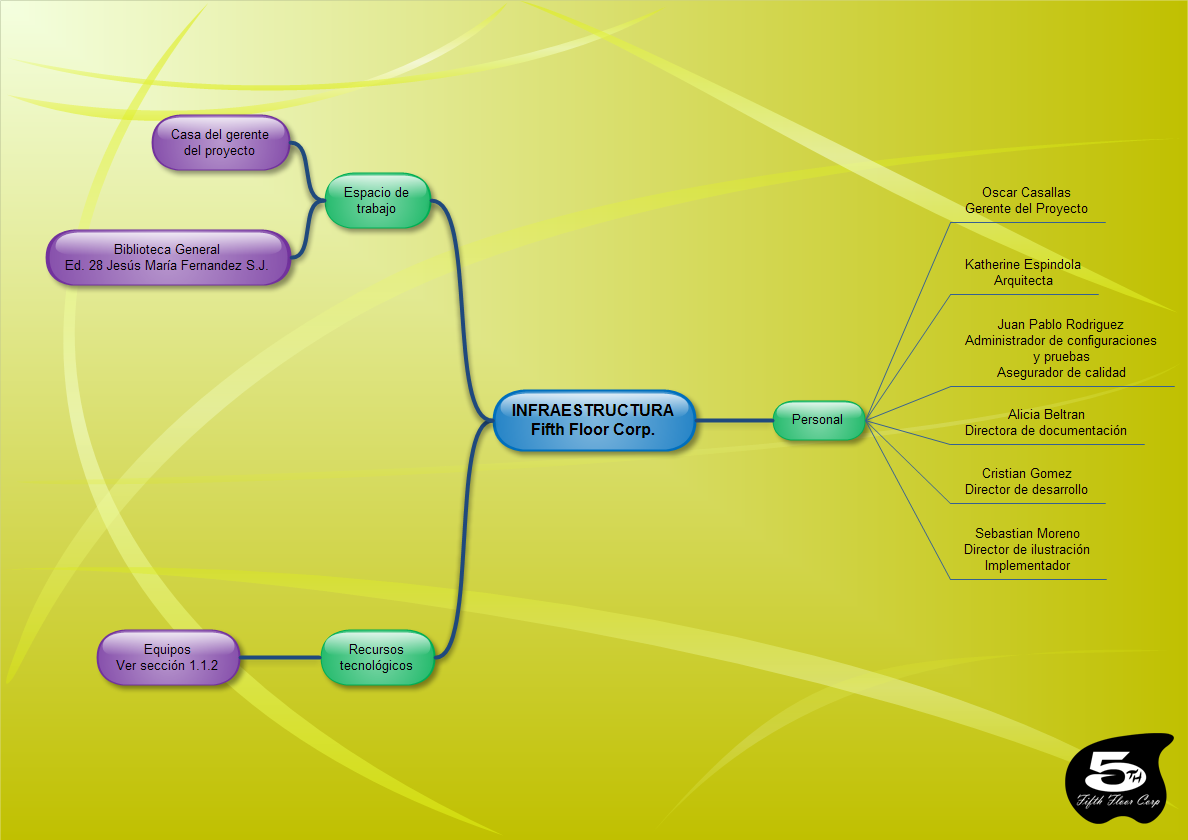 Casa del gerente
del proyecto
Espacio de
trabajo
Biblioteca General
Ed. 28 Jesús María Fernandez S.J.
INFRAESTRUCTURA
Fifth Floor Corp.
Equipos
Ver sección 1.1.2
Recursos
tecnológicos
Personal
Oscar Casallas
Gerente del Proyecto
Katherine Espindola
Arquitecta
Juan Pablo Rodriguez
Administrador de configuraciones
y pruebas
Asegurador de calidad
Alicia Beltran
Directora de documentación
Cristian Gomez
Director de desarrollo
Sebastian Moreno
Director de ilustración
Implementador
5TH
Fifth Floor Corp